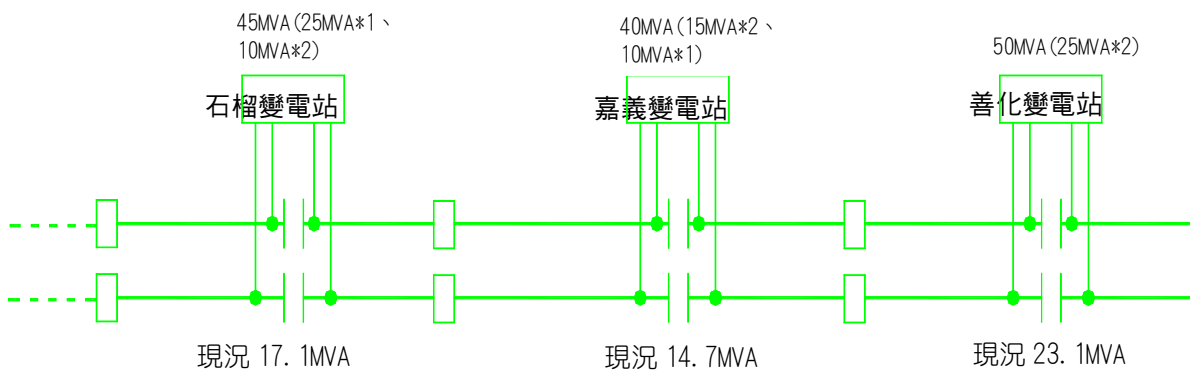 45MVA(25MVA*1、
10MVA*2)
40MVA(15MVA*2、
10MVA*1)
50MVA(25MVA*2)
石榴變電站
嘉義變電站
善化變電站
現況 17.1MVA
現況 14.7MVA
現況 23.1MVA